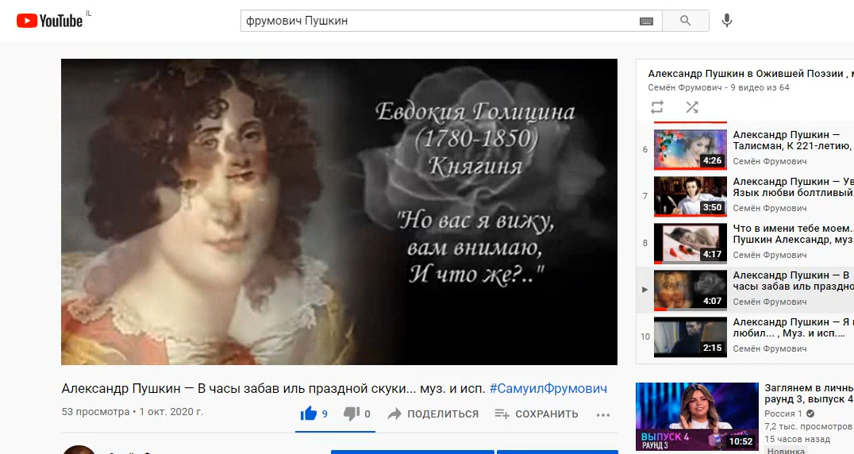 YouTube IL
фрумович Пушкин
Евдокия Голицина
(1780-1850)
Княгиня
"Но вас я вижу,
вам внимаю,
И что же?.."
Александр Пушкин — В часы забав иль праздной скуки... муз. и исп. #СамуилФрумович
53 просмотра • 1 окт. 2020 г.
9
0
ПОДЕЛИТЬСЯ
СОХРАНИТЬ
Александр Пушкин в Ожившей Поэзии ,
Семён Фрумович - 9 видео из 64
6
4:26
Александр Пушкин —
Талисман, К 221-летию,
Семён Фрумович
7
3:50
Александр Пушкин — Ув
Язык любви болтливый
Семён Фрумович
8
4:17
Что в имени тебе моем..
Пушкин Александр, муз.
Семён Фрумович
4:07
Александр Пушкин — В
часы забав иль праздно
Семён Фрумович
10
2:15
Александр Пушкин — Я
любил... , Муз. и исп....
Семён Фрумович
ВЫПУСК 4
РАУНД 3
10:52
Заглянем в личны
раунд 3, выпуск 4
Россия 1
7,2 тыс. просмотров
15 часов назад
Новинка